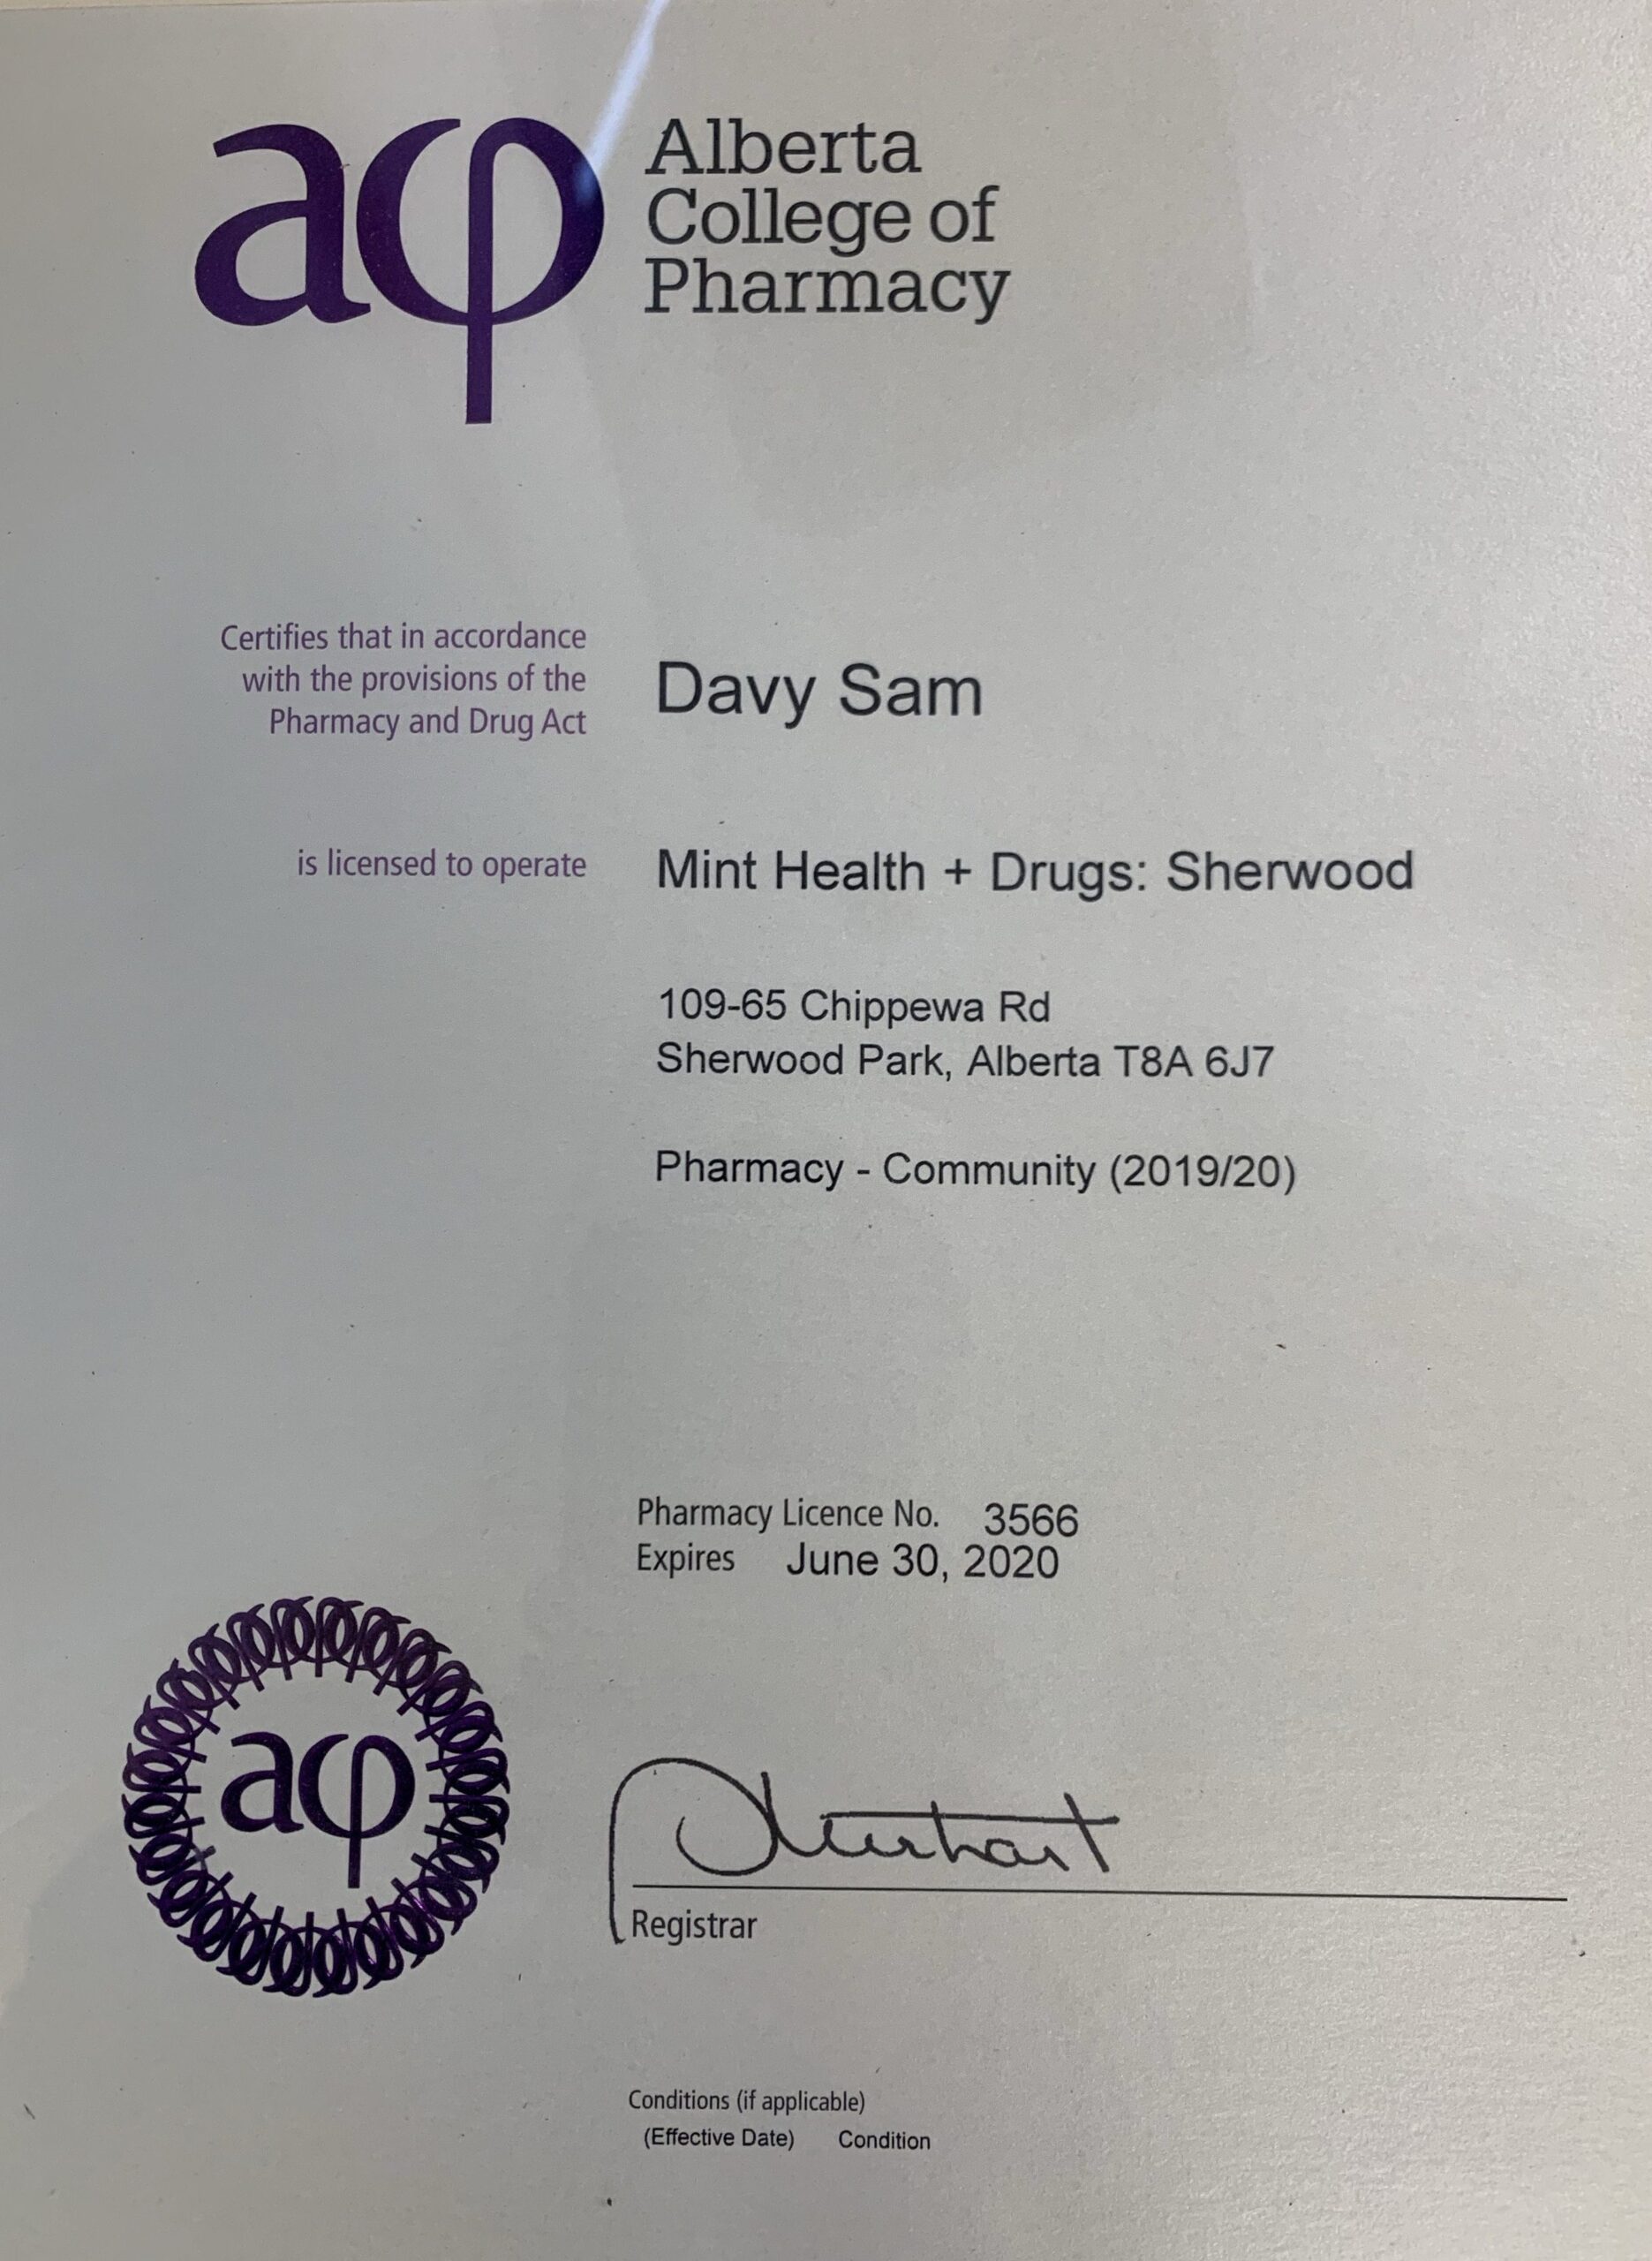 aφ
Alberta
College of
Pharmacy
Certifies that in accordance
with the provisions of the
Pharmacy and Drug Act
Davy Sam
is licensed to operate
Mint Health + Drugs: Sherwood
109-65 Chippewa Rd
Sherwood Park, Alberta T8A 6J7
Pharmacy - Community (2019/20)
Pharmacy Licence No. 3566
Expires June 30, 2020
aφ
Registrar
Conditions (if applicable)
(Effective Date) Condition